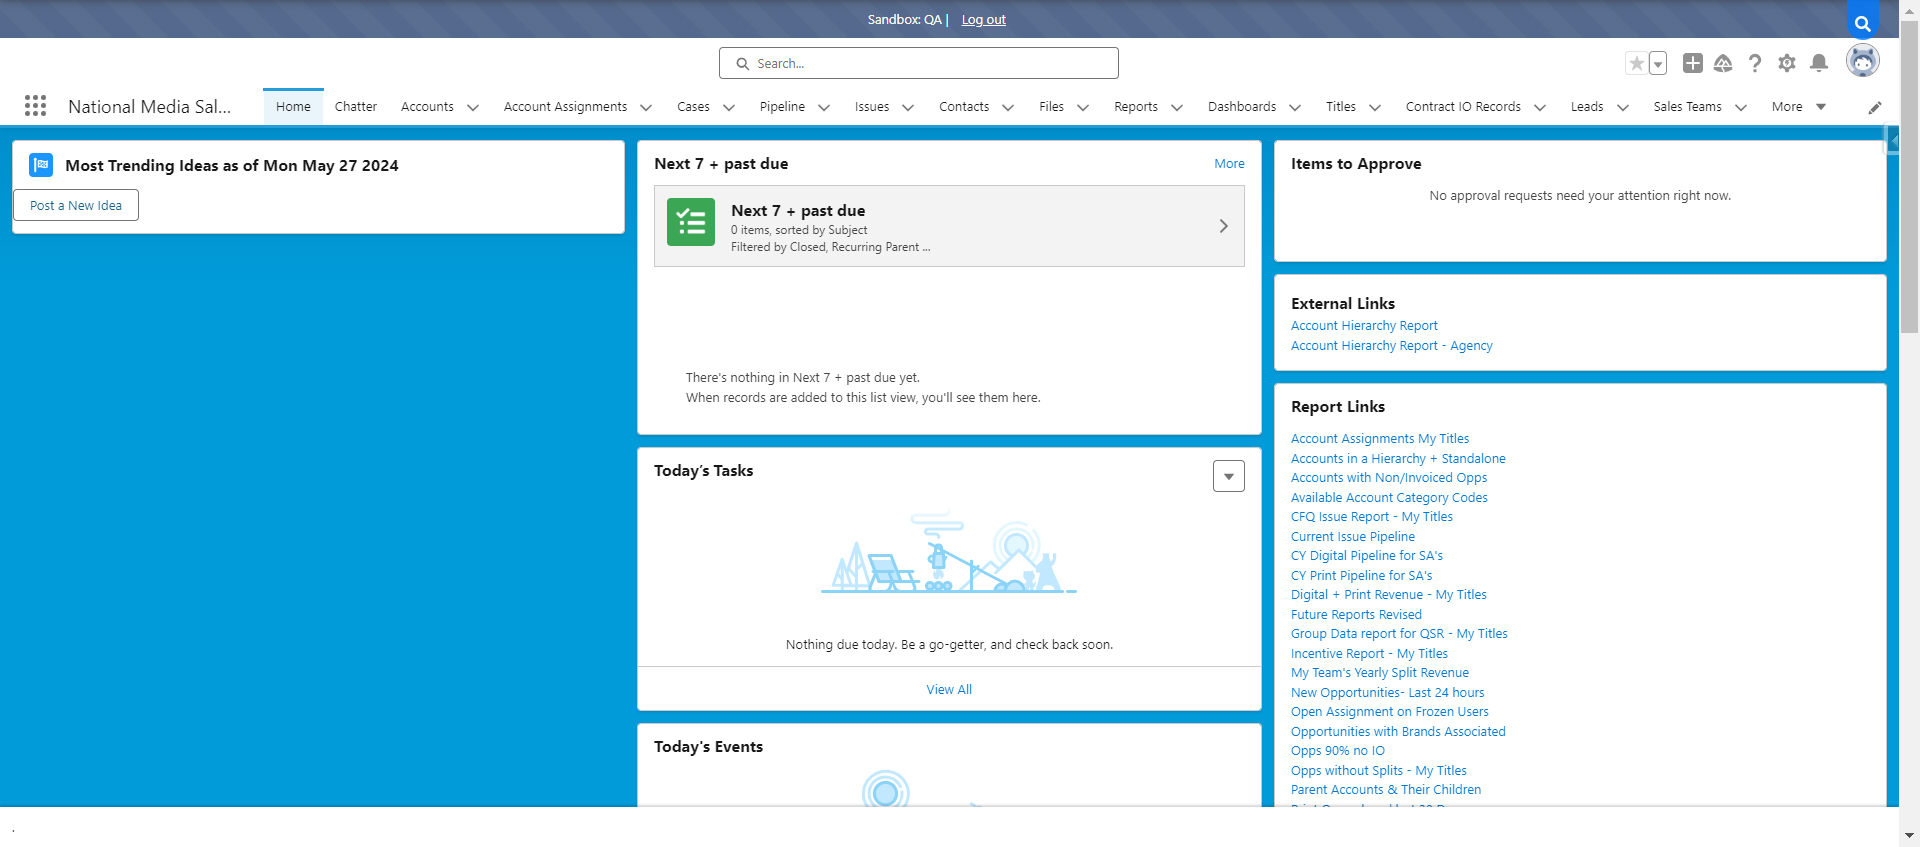 Sandbox: QA | Log out
Search...
National Media Sal...
Home
Chatter
Accounts
Account Assignments
Cases
Pipeline
Issues
Contacts
Files
Reports
Dashboards
Titles
Contract IO Records
Leads
Sales Teams
More
Most Trending Ideas as of Mon May 27 2024
Post a New Idea
Next 7 + past due
More
Next 7 + past due
0 items, sorted by Subject
Filtered by Closed, Recurring Parent ...
There's nothing in Next 7 + past due yet.
When records are added to this list view, you'll see them here.
Today’s Tasks
Nothing due today. Be a go-getter, and check back soon.
View All
Today's Events
Items to Approve
No approval requests need your attention right now.
External Links
Account Hierarchy Report
Account Hierarchy Report - Agency
Report Links
Account Assignments My Titles
Accounts in a Hierarchy + Standalone
Accounts with Non/Invoiced Opps
Available Account Category Codes
CFQ Issue Report - My Titles
Current Issue Pipeline
CY Digital Pipeline for SA's
CY Print Pipeline for SA's
Digital + Print Revenue - My Titles
Future Reports Revised
Group Data report for QSR - My Titles
Incentive Report - My Titles
My Team's Yearly Split Revenue
New Opportunities- Last 24 hours
Open Assignment on Frozen Users
Opportunities with Brands Associated
Opps 90% no IO
Opps without Splits - My Titles
Parent Accounts & Their Children
.